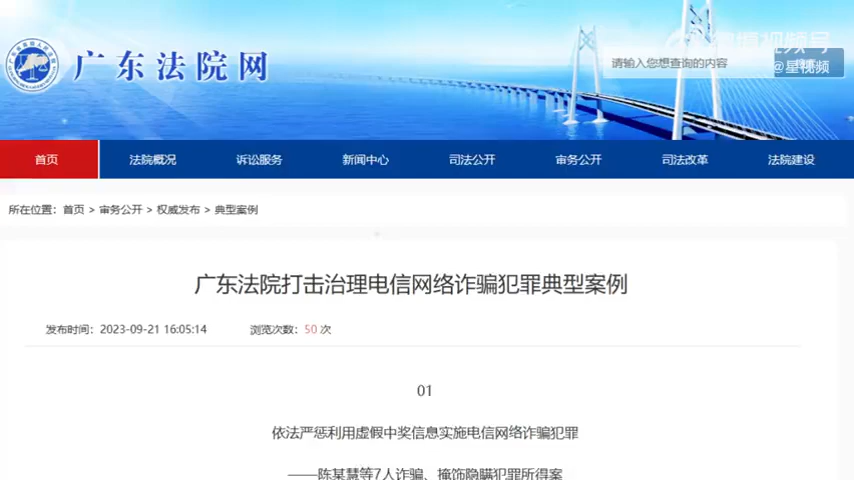 广东法院网
请输入您想查询的内容
@星视频
首页 法院概况 诉讼服务 新闻中心 司法公开 审务公开 司法改革 法院建设
所在位置：首页 > 审务公开 > 权威发布 > 典型案例
广东法院打击治理电信网络诈骗犯罪典型案例
发布时间：2023-09-21 16:05:14 浏览次数：50 次
01
依法严惩利用虚假中奖信息实施电信网络诈骗犯罪
——陈某慧等7人诈骗、掩饰隐瞒犯罪所得案